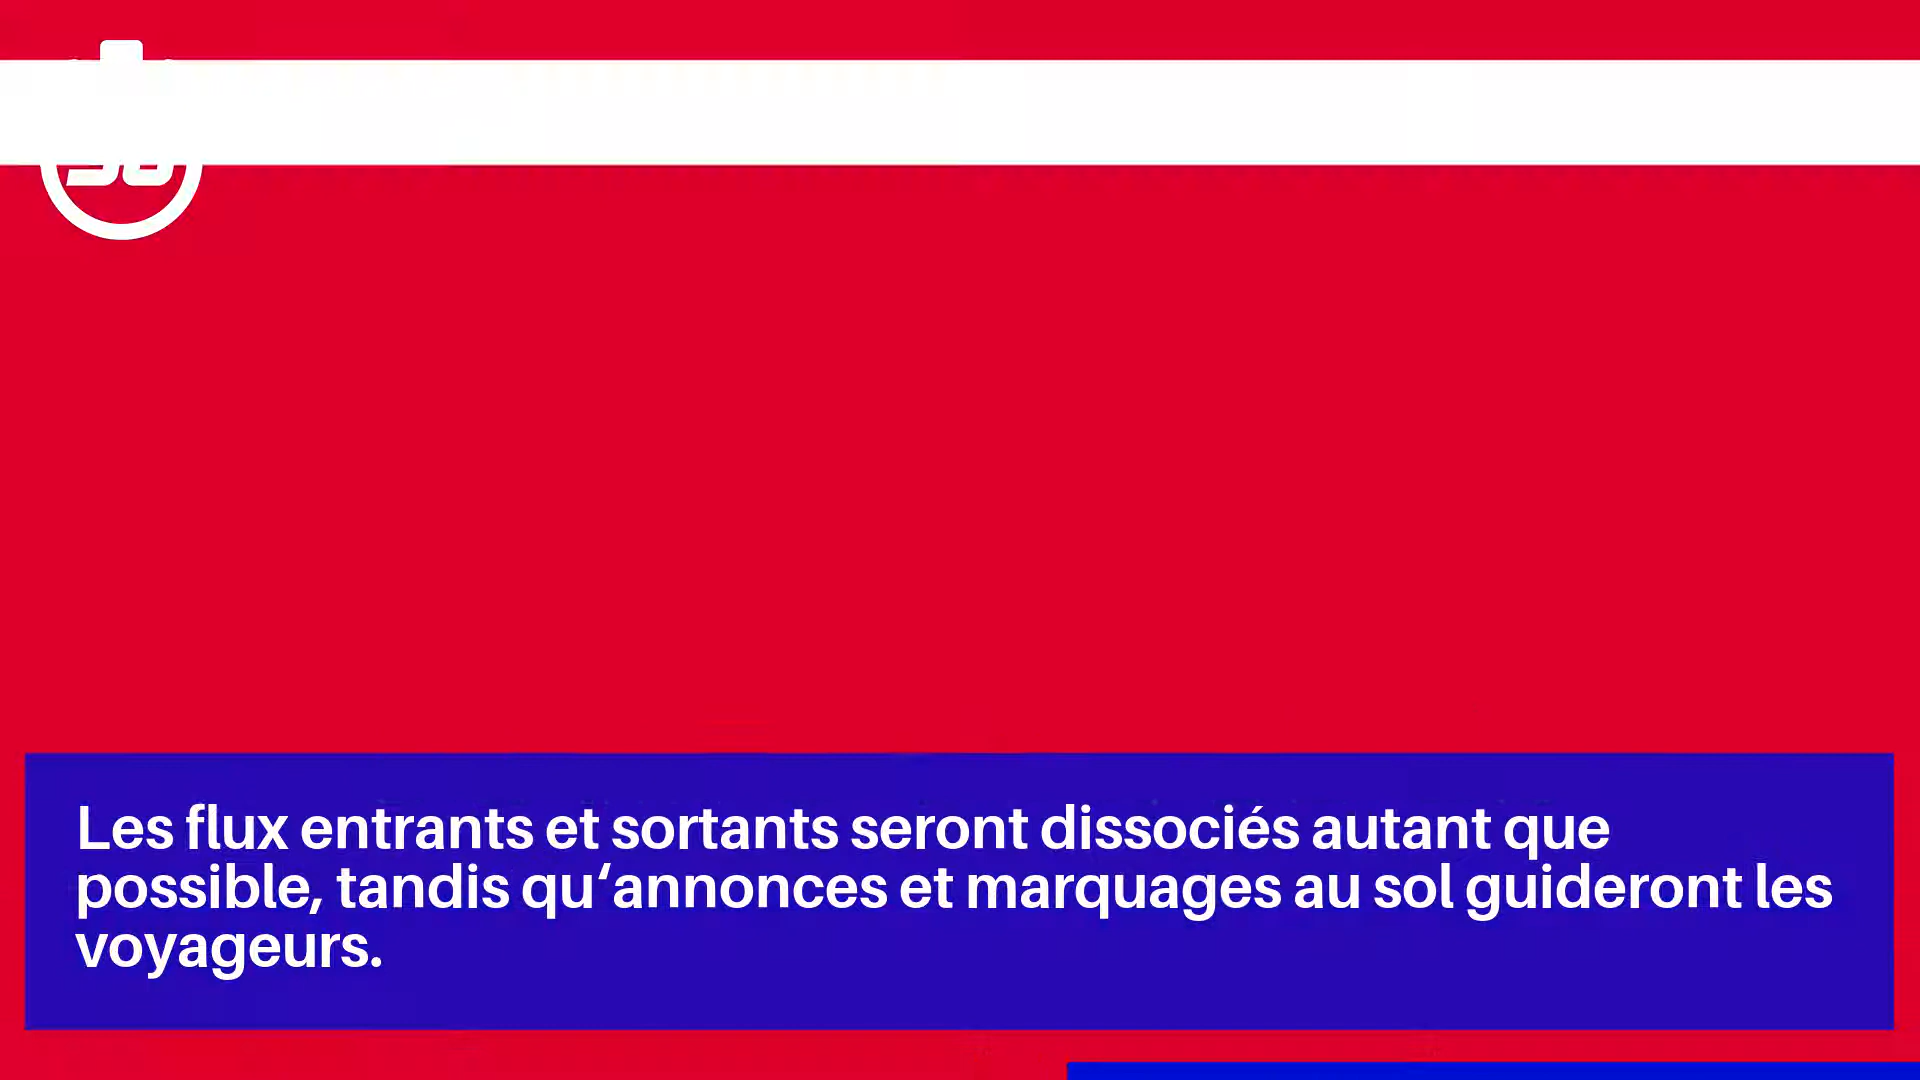 Les flux entrants et sortants seront dissociés autant que
possible, tandis qu‘annonces et marquages au sol guideront les
voyageurs.